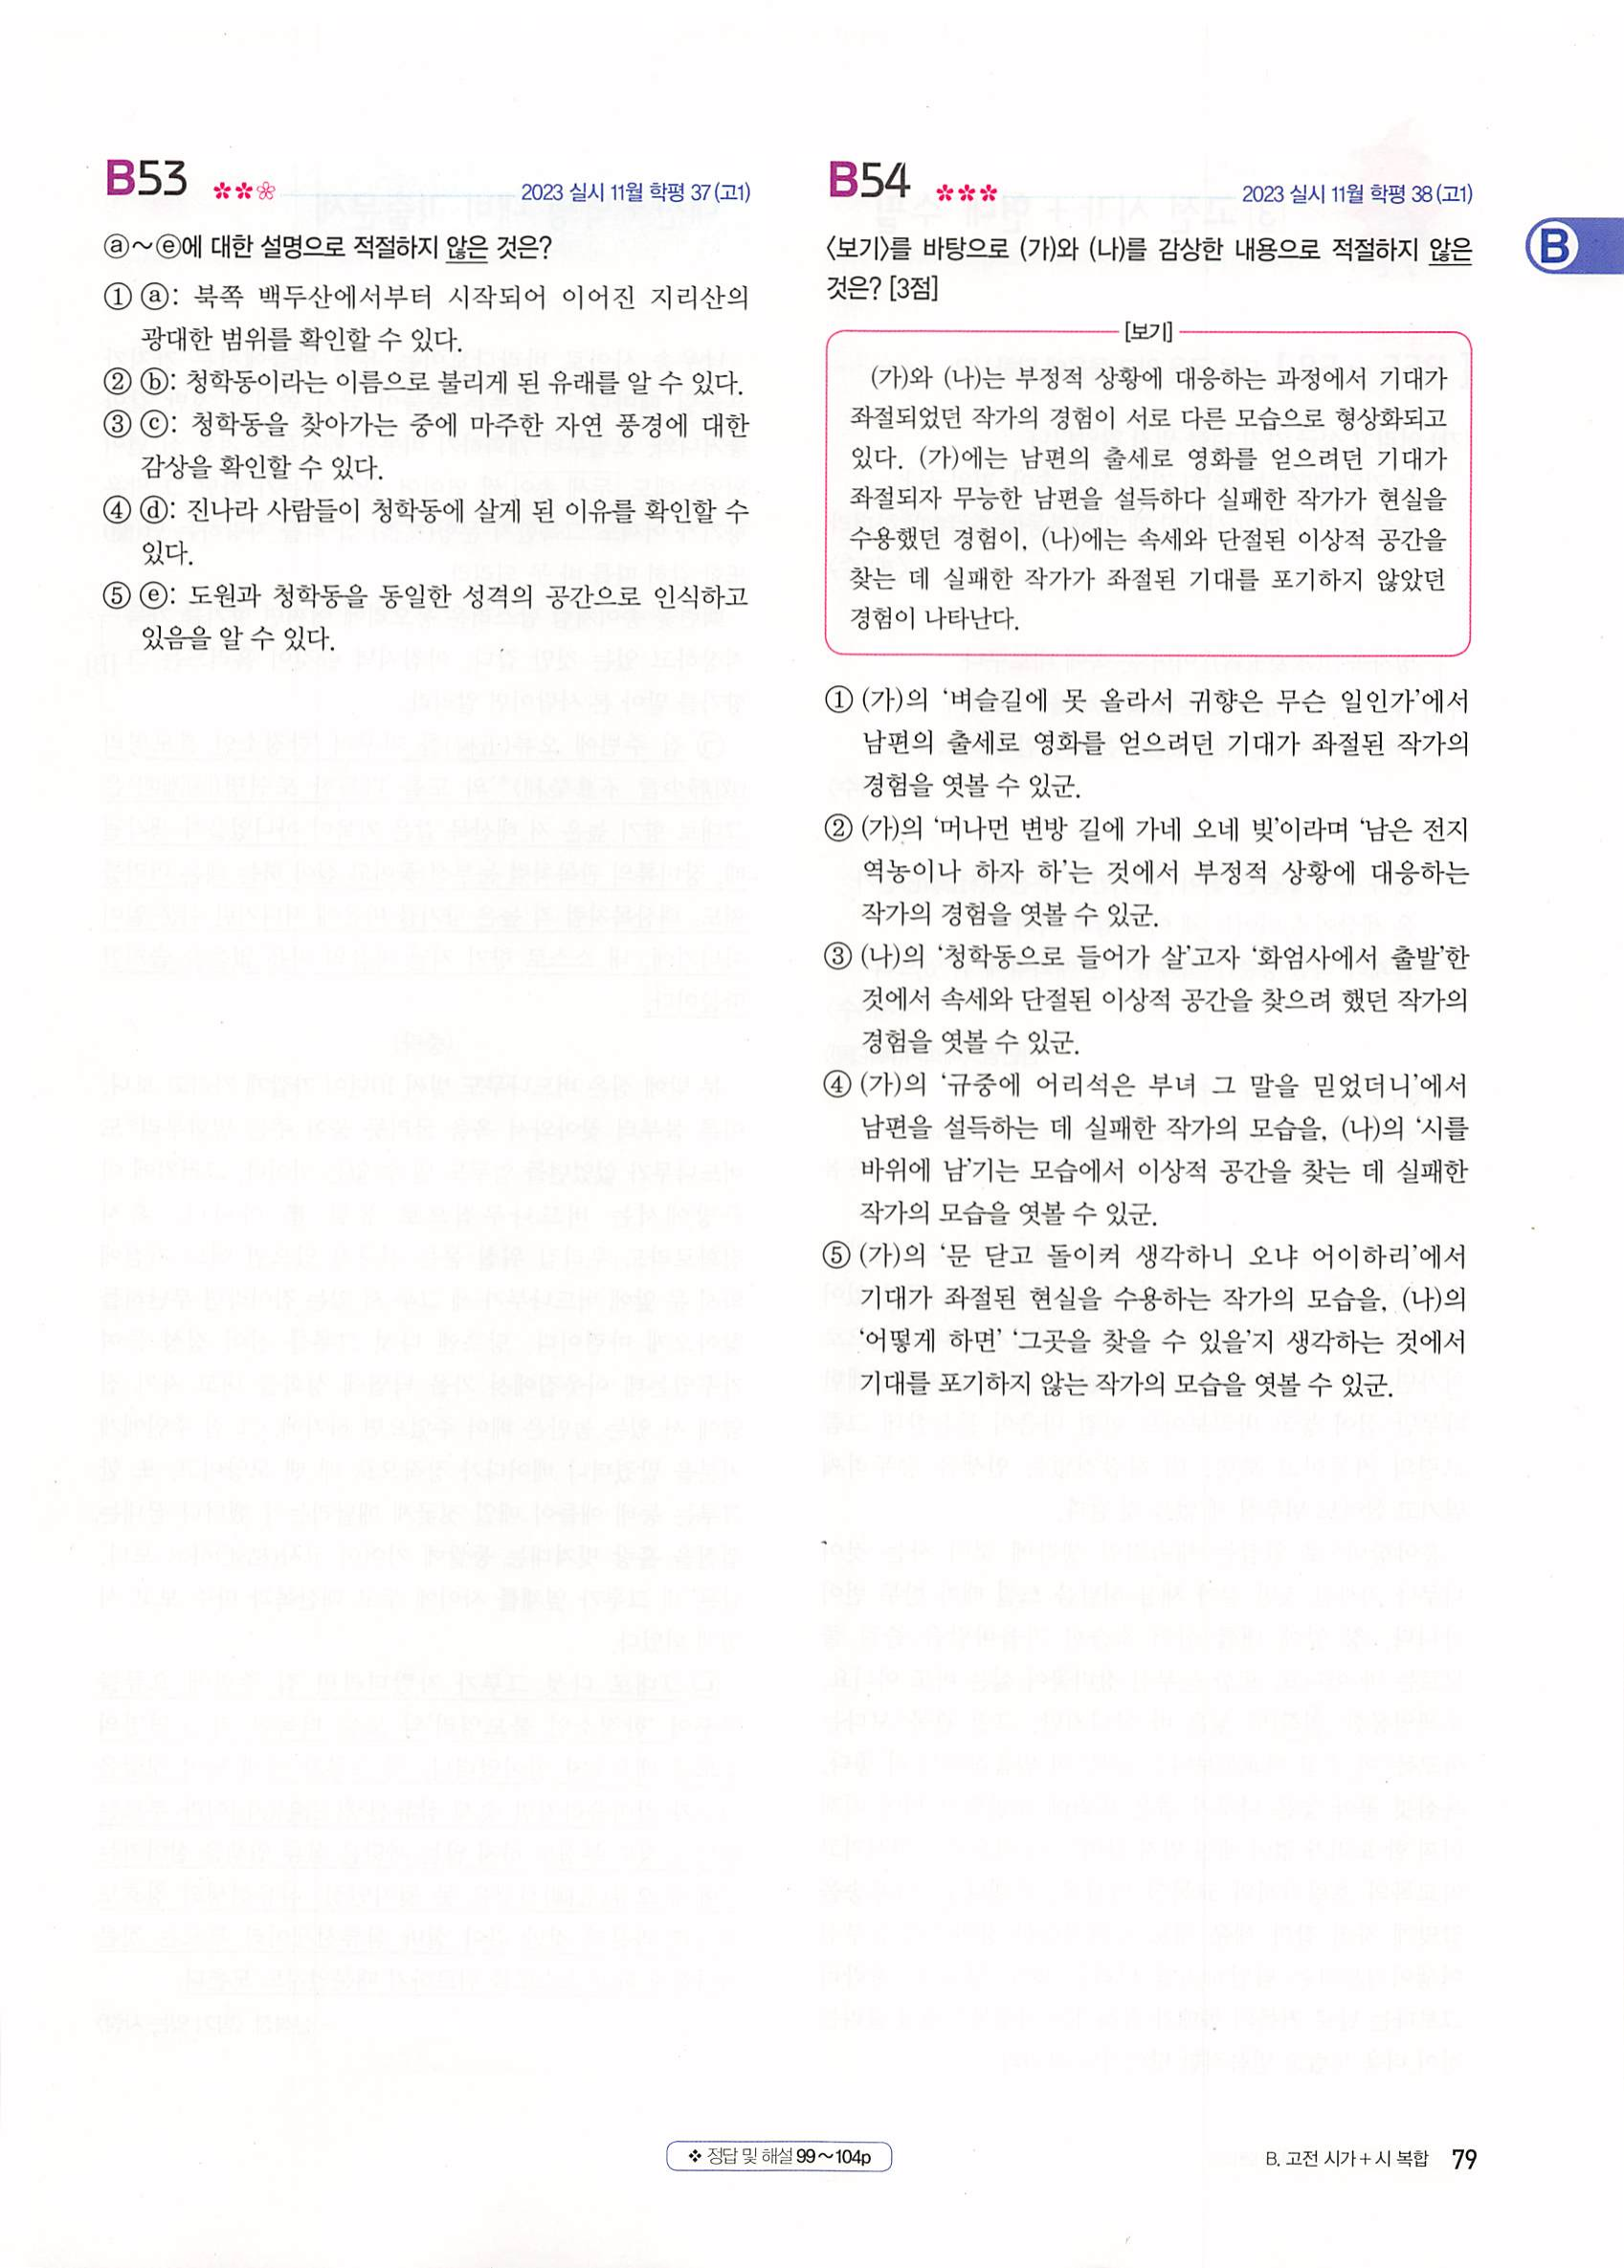 B53
2023 실시 11월 학평 37(고1)
ⓐ～ⓔ에 대한 설명으로 적절하지 않은 것은?
① ⓐ: 북쪽 백두산에서부터 시작되어 이어진 지리산의
광대한 범위를 확인할 수 있다.
② ⓑ: 청학동이라는 이름으로 불리게 된 유래를 알 수 있다.
③ ⓒ: 청학동을 찾아가는 중에 마주한 자연 풍경에 대한
감상을 확인할 수 있다.
④ ⓓ: 진나라 사람들이 청학동에 살게 된 이유를 확인할 수
있다.
⑤ ⓔ: 도원과 청학동을 동일한 성격의 공간으로 인식하고
있음을 알 수 있다.
B54
2023 실시 11월 학평 38(고1)
<보기>를 바탕으로 (가)와 (나)를 감상한 내용으로 적절하지 않은
것은? [3점]
[보기]
(가)와 (나)는 부정적 상황에 대응하는 과정에서 기대가
좌절되었던 작가의 경험이 서로 다른 모습으로 형상화되고
있다. (가)에는 남편의 출세로 영화를 얻으려던 기대가
좌절되자 무능한 남편을 설득하다 실패한 작가가 현실을
수용했던 경험이, (나)에는 속세와 단절된 이상적 공간을
찾는 데 실패한 작가가 좌절된 기대를 포기하지 않았던
경험이 나타난다.
① (가)의 ‘벼슬길에 못 올라서 귀향은 무슨 일인가’에서
남편의 출세로 영화를 얻으려던 기대가 좌절된 작가의
경험을 엿볼 수 있군.
② (가)의 ‘머나먼 변방 길에 가네 오네 빚’이라며 ‘남은 전지
역농이나 하자 하’는 것에서 부정적 상황에 대응하는
작가의 경험을 엿볼 수 있군.
③ (나)의 ‘청학동으로 들어가 살’고자 ‘화엄사에서 출발’한
것에서 속세와 단절된 이상적 공간을 찾으려 했던 작가의
경험을 엿볼 수 있군.
④ (가)의 ‘규중에 어리석은 부녀 그 말을 믿었더니’에서
남편을 설득하는 데 실패한 작가의 모습을, (나)의 ‘시를
바위에 남’기는 모습에서 이상적 공간을 찾는 데 실패한
작가의 모습을 엿볼 수 있군.
⑤ (가)의 ‘문 닫고 돌이켜 생각하니 오냐 어이하리’에서
기대가 좌절된 현실을 수용하는 작가의 모습을, (나)의
‘어떻게 하면’ ‘그곳을 찾을 수 있을’지 생각하는 것에서
기대를 포기하지 않는 작가의 모습을 엿볼 수 있군.
B
❖ 정답 및 해설 99～104p
B. 고전 시가+시 복합 79